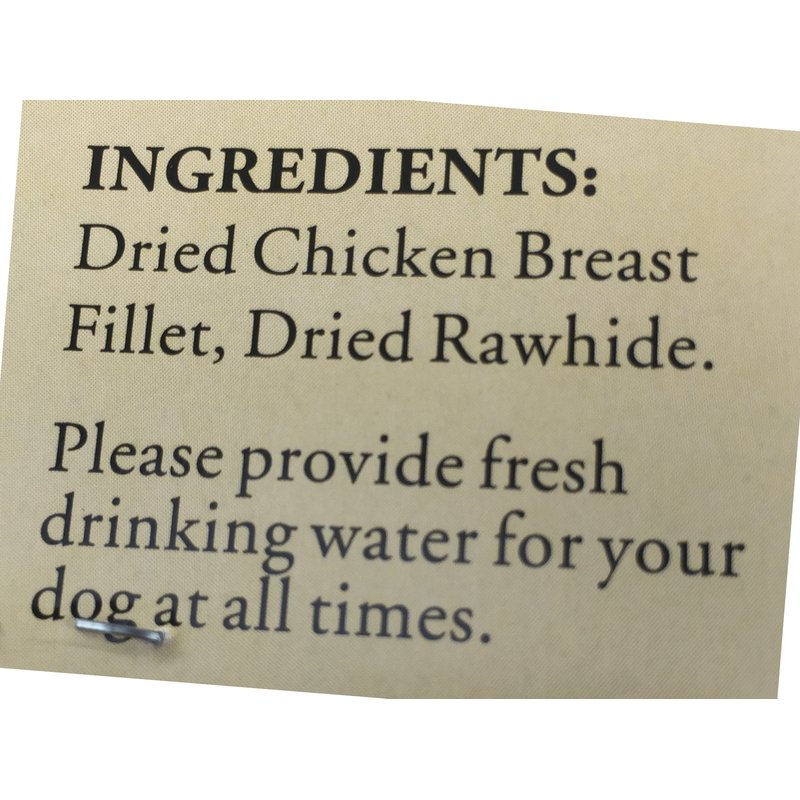 INGREDIENTS:
Dried Chicken Breast
Fillet, Dried Rawhide.
Please provide fresh
drinking water for your
dog at all times.